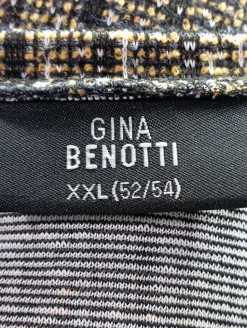 GINA
BENOTTI
XXL (52/54)